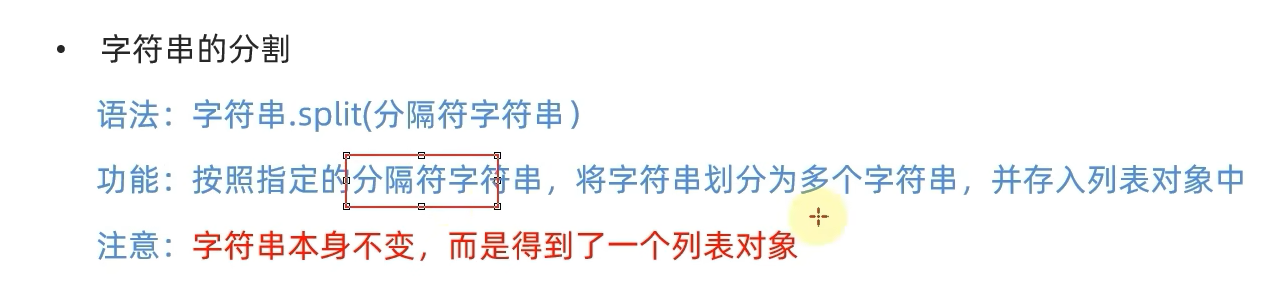 • 字符串的分割
语法：字符串.split(分隔符字符串）
功能：按照指定的分隔符字符串，将字符串划分为多个字符串，并存入列表对象中
注意：字符串本身不变，而是得到了一个列表对象